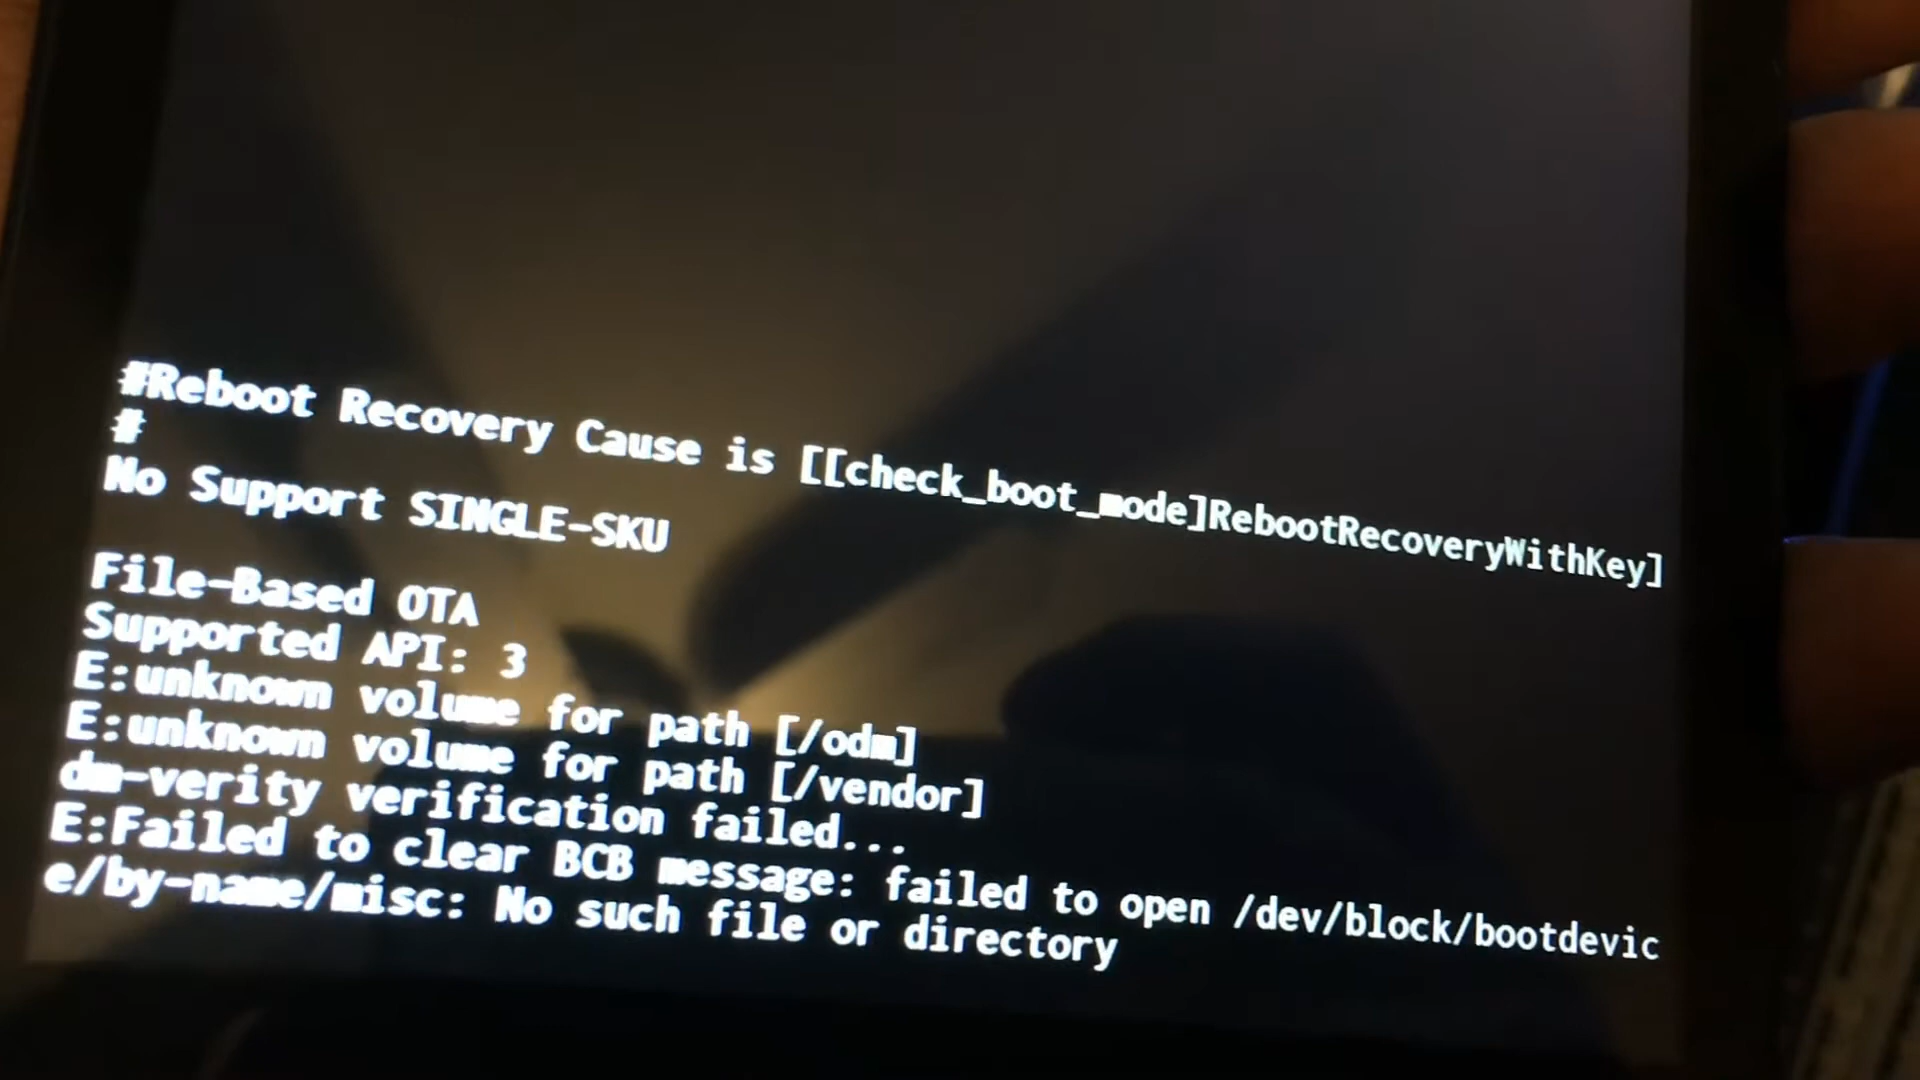 #Reboot Recovery Cause is [[check_boot_mode]RebootRecoveryWithKey]
#
No Support SINGLE-SKU
File-Based OTA
Supported API: 3
E:unknown volume for path [/odm]
E:unknown volume for path [/vendor]
dm-verity verification failed...
E:Failed to clear BCB message: failed to open /dev/block/bootdevic
e/by-name/misc: No such file or directory